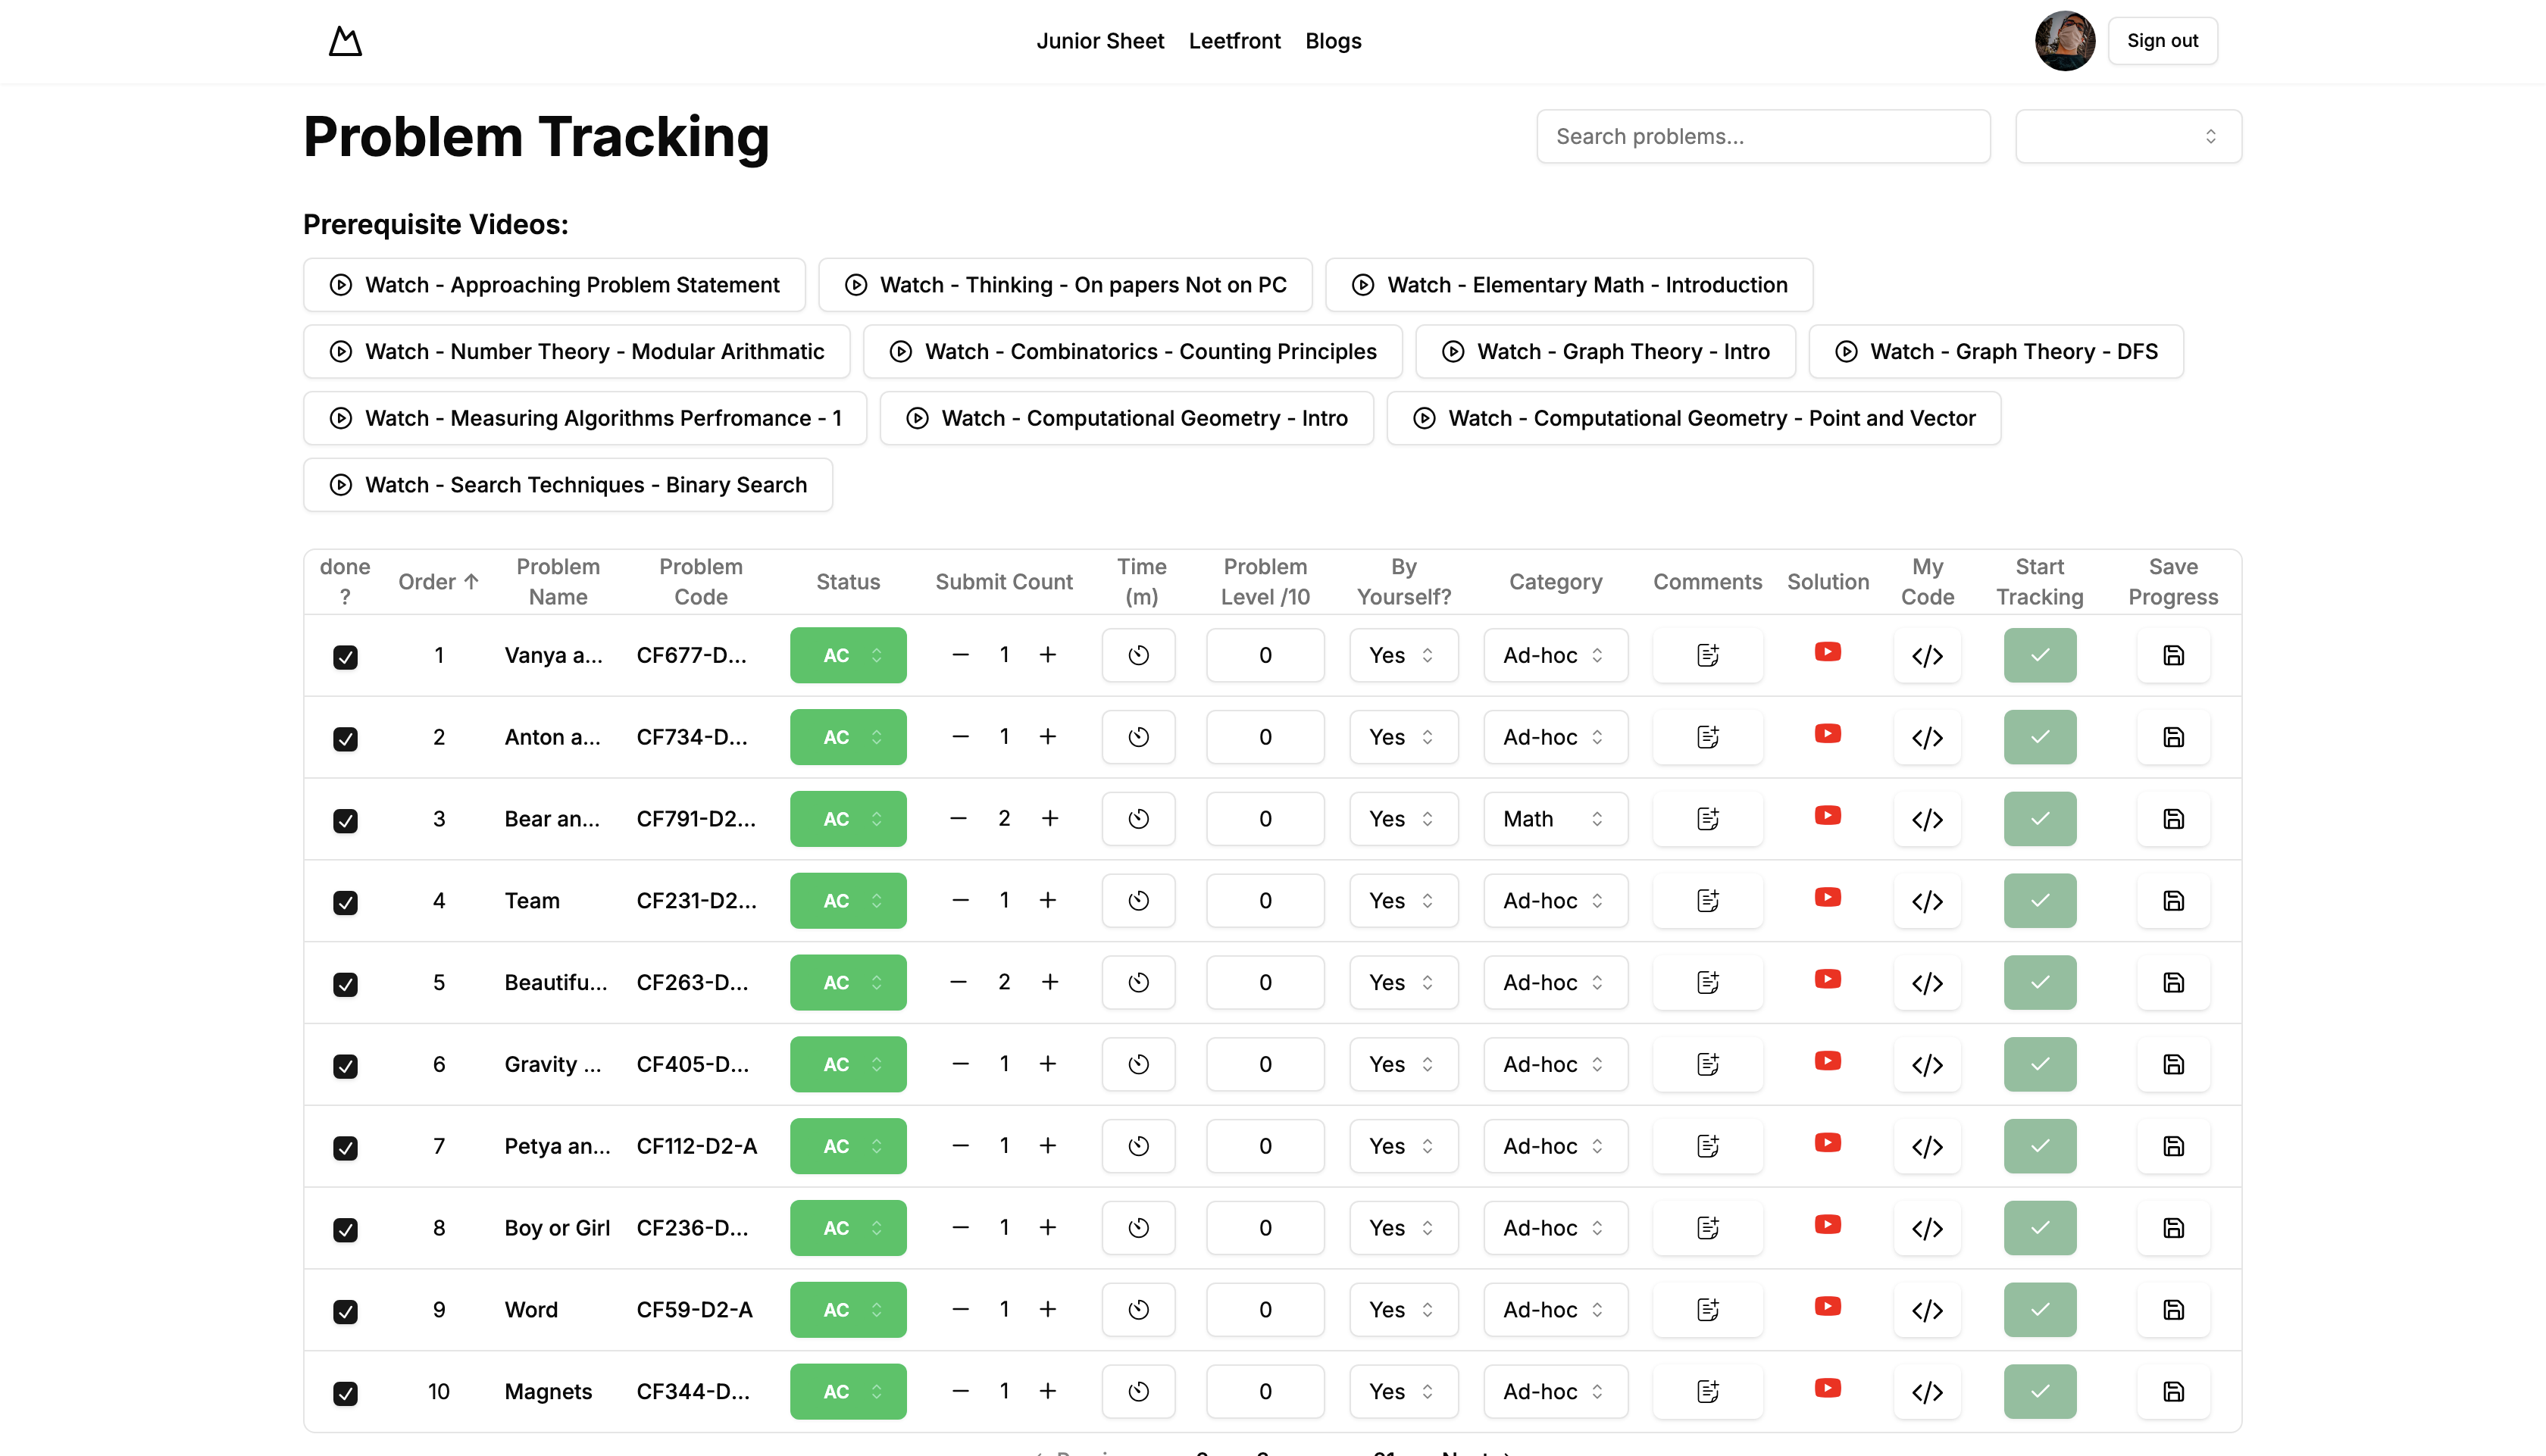 Junior Sheet Leetfront Blogs Sign out
Problem Tracking
Search problems...
Prerequisite Videos:
Watch - Approaching Problem Statement Watch - Thinking - On papers Not on PC Watch - Elementary Math - Introduction
Watch - Number Theory - Modular Arithmatic Watch - Combinatorics - Counting Principles Watch - Graph Theory - Intro Watch - Graph Theory - DFS
Watch - Measuring Algorithms Perfromance - 1 Watch - Computational Geometry - Intro Watch - Computational Geometry - Point and Vector
Watch - Search Techniques - Binary Search
done ? Order Problem Name Problem Code Status Submit Count Time (m) Problem Level /10 By Yourself? Category Comments Solution My Code Start Tracking Save Progress
1 Vanya a... CF677-D... AC 1 0 Yes Ad-hoc
2 Anton a... CF734-D... AC 1 0 Yes Ad-hoc
3 Bear an... CF791-D2... AC 2 0 Yes Math
4 Team CF231-D2... AC 1 0 Yes Ad-hoc
5 Beautifu... CF263-D... AC 2 0 Yes Ad-hoc
6 Gravity ... CF405-D... AC 1 0 Yes Ad-hoc
7 Petya an... CF112-D2-A AC 1 0 Yes Ad-hoc
8 Boy or Girl CF236-D... AC 1 0 Yes Ad-hoc
9 Word CF59-D2-A AC 1 0 Yes Ad-hoc
10 Magnets CF344-D... AC 1 0 Yes Ad-hoc